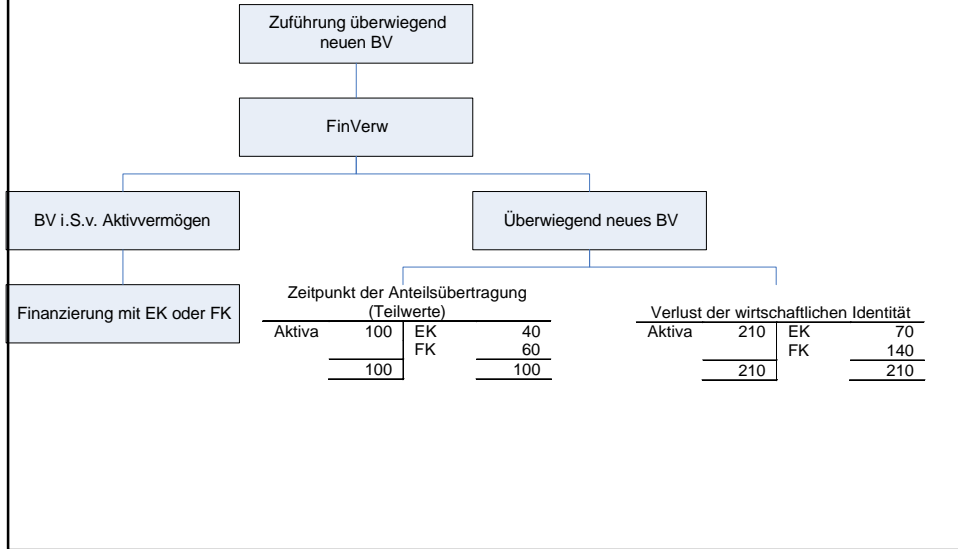 Zuführung überwiegend
neuen BV
FinVerw
BV i.S.v. Aktivvermögen
Überwiegend neues BV
Finanzierung mit EK oder FK
Zeitpunkt der Anteilsübertragung
(Teilwerte)
Aktiva 100 EK 40
FK 60
100 100
Verlust der wirtschaftlichen Identität
Aktiva 210 EK 70
FK 140
210 210